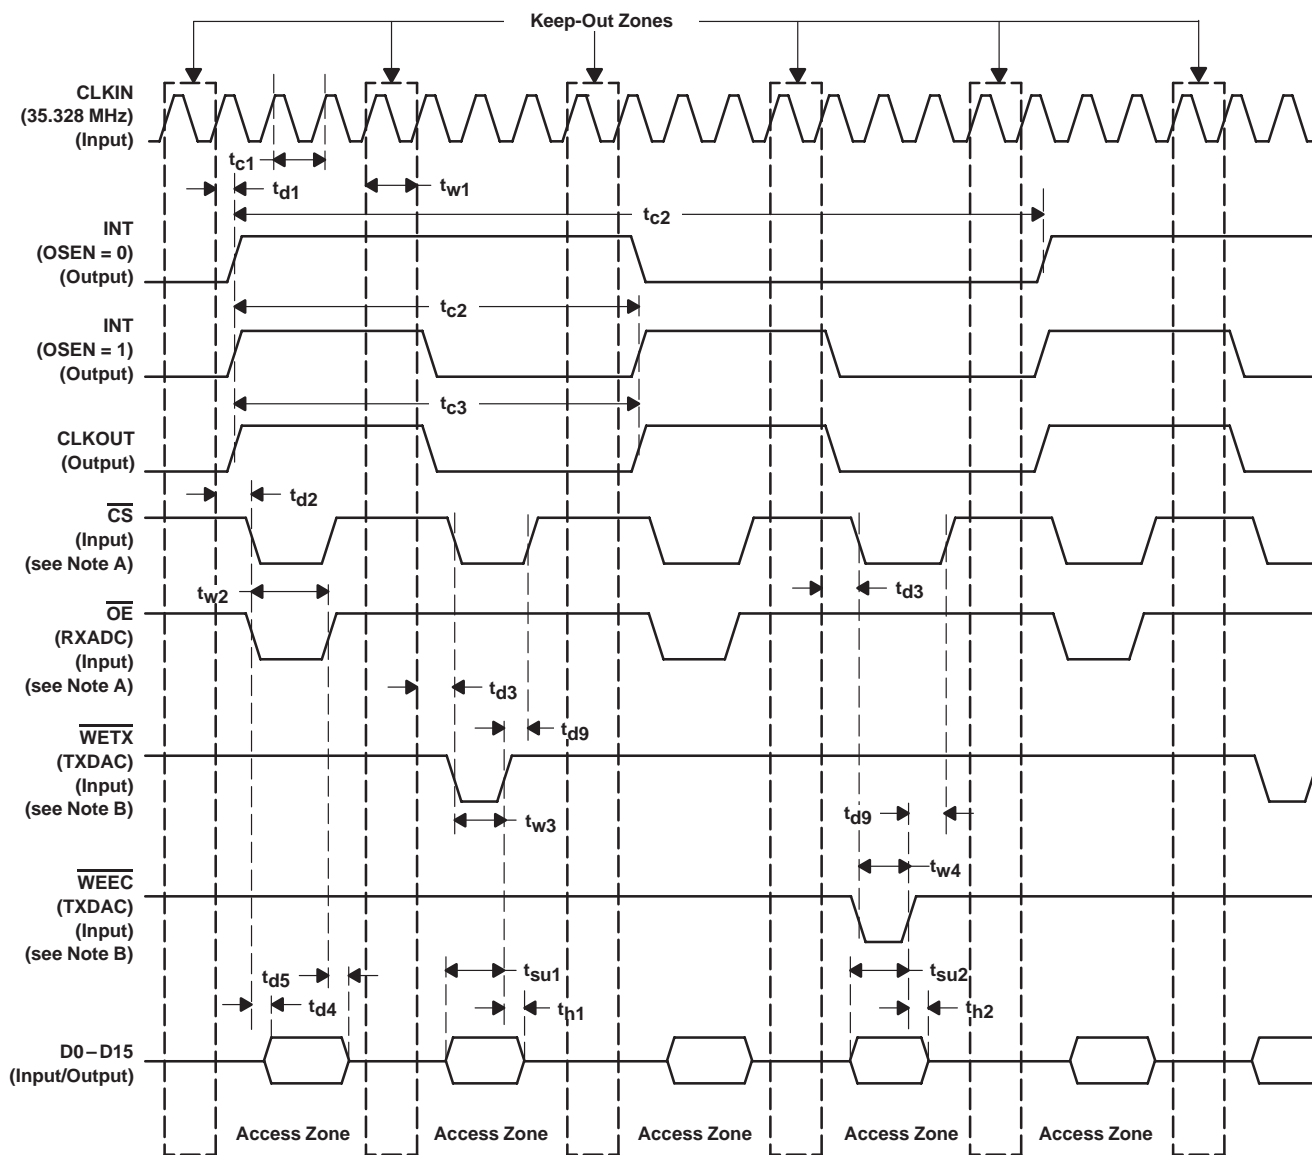 Keep-Out Zones
CLKIN
(35.328 MHz)
(Input)
tc1
td1
tw1
tc2
INT
(OSEN = 0)
(Output)
tc2
INT
(OSEN = 1)
(Output)
tc3
CLKOUT
(Output)
td2
CS
(Input)
(see Note A)
tw2
td3
OE
(RXADC)
(Input)
(see Note A)
td3
td9
WETX
(TXDAC)
(Input)
(see Note B)
tw3
td9
tw4
WEEC
(TXDAC)
(Input)
(see Note B)
td5
td4
tsu1
th1
tsu2
th2
D0–D15
(Input/Output)
Access Zone
Access Zone
Access Zone
Access Zone
Access Zone